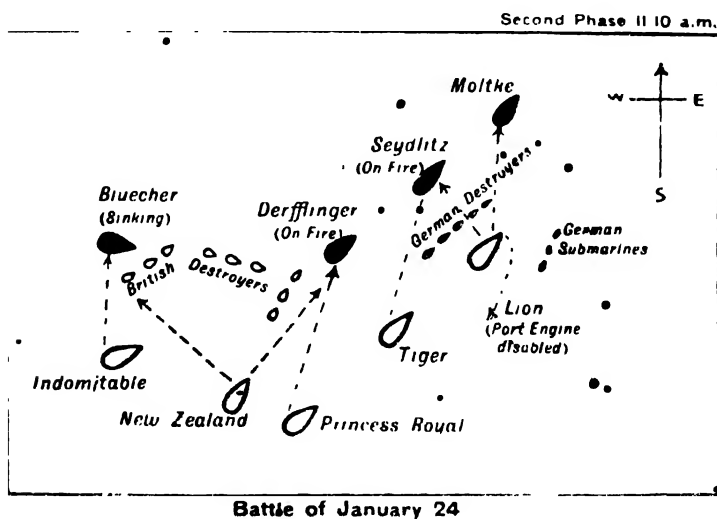 Second Phase 11 10 a.m.
Moltke
W E
Seydlitz
(On Fire)
S
Bluecher
(Sinking)
Derfflinger
(On Fire)
German Destroyers
German
Submarines
British Destroyers
Lion
(Port Engine
disabled)
Tiger
Indomitable
New Zealand
Princess Royal
Battle of January 24